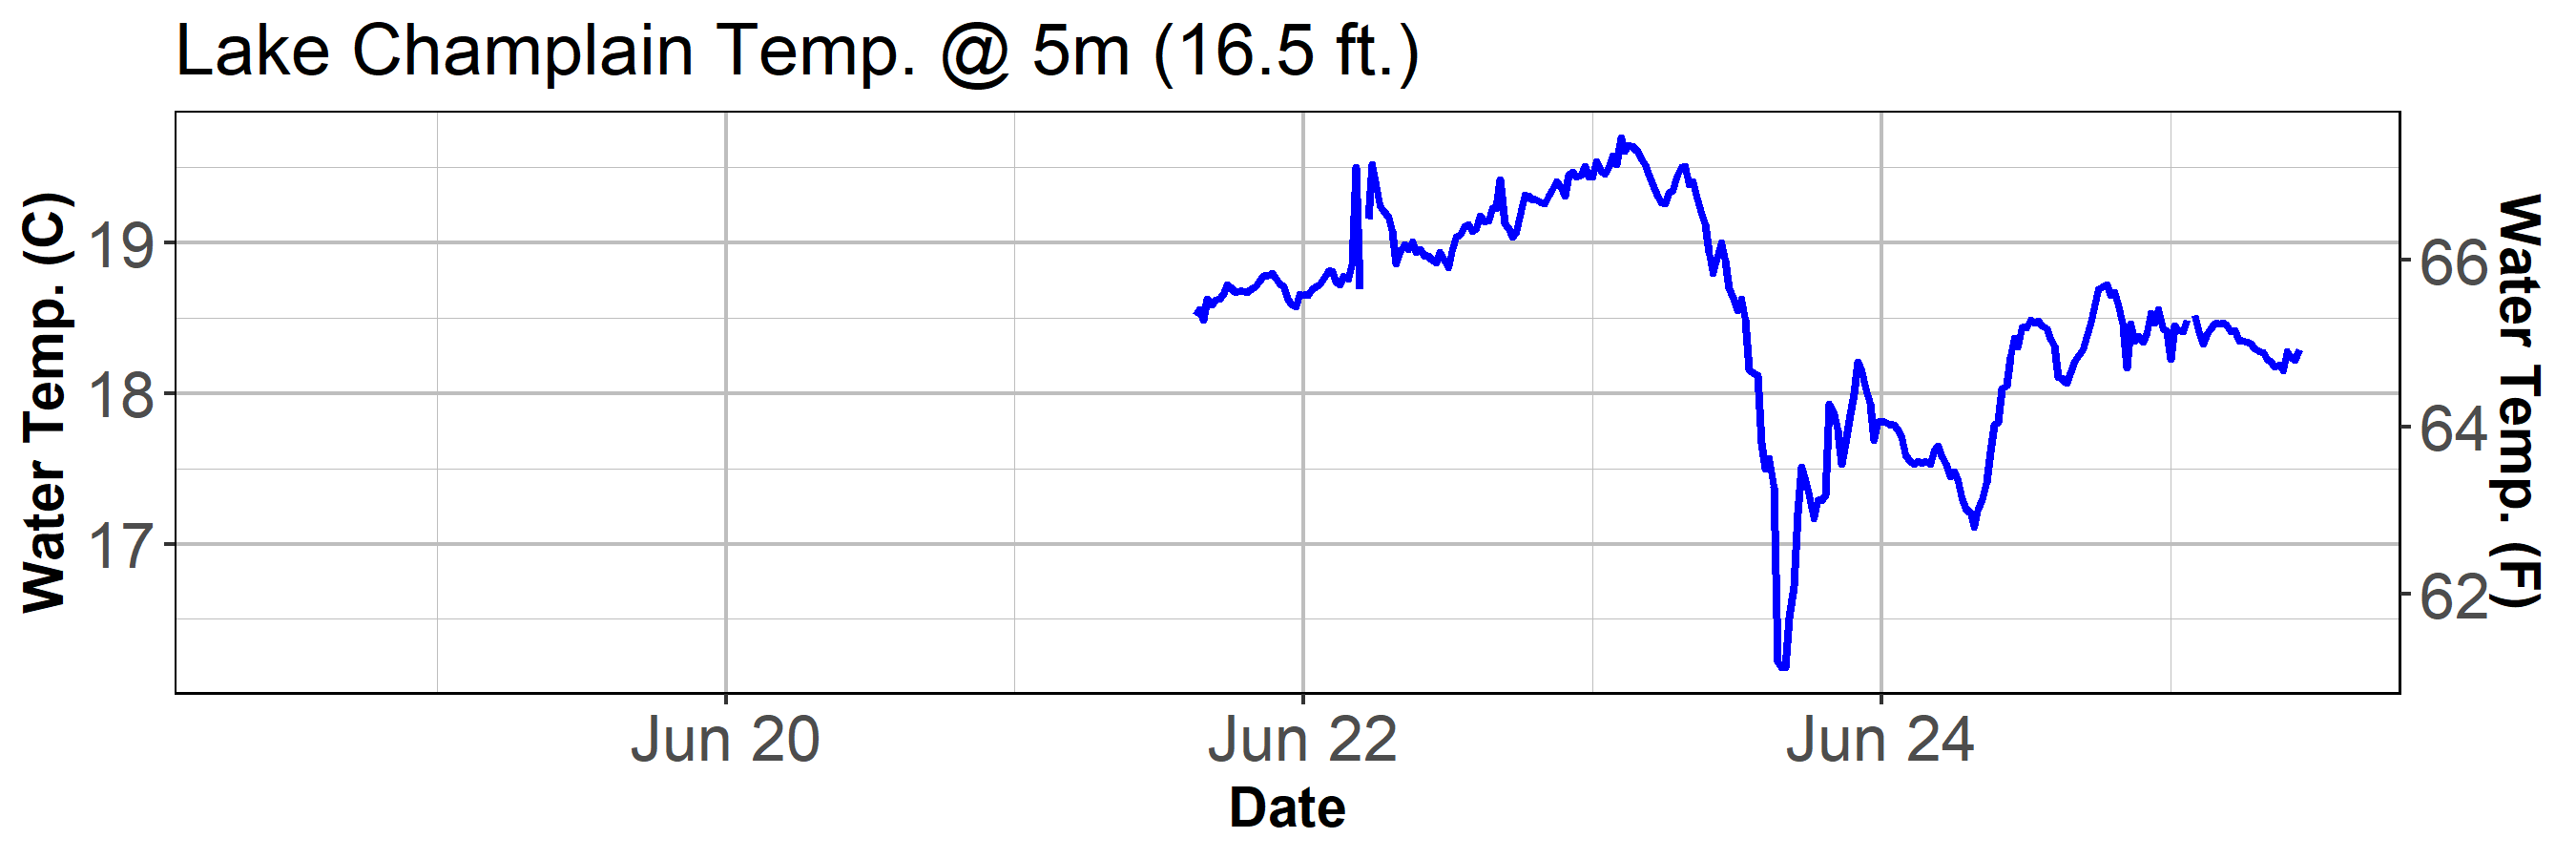 Lake Champlain Temp. @ 5m (16.5 ft.)
Water Temp. (C)
19
18
17
66
64
62
Water Temp. (F)
Jun 20 Jun 22 Jun 24
Date